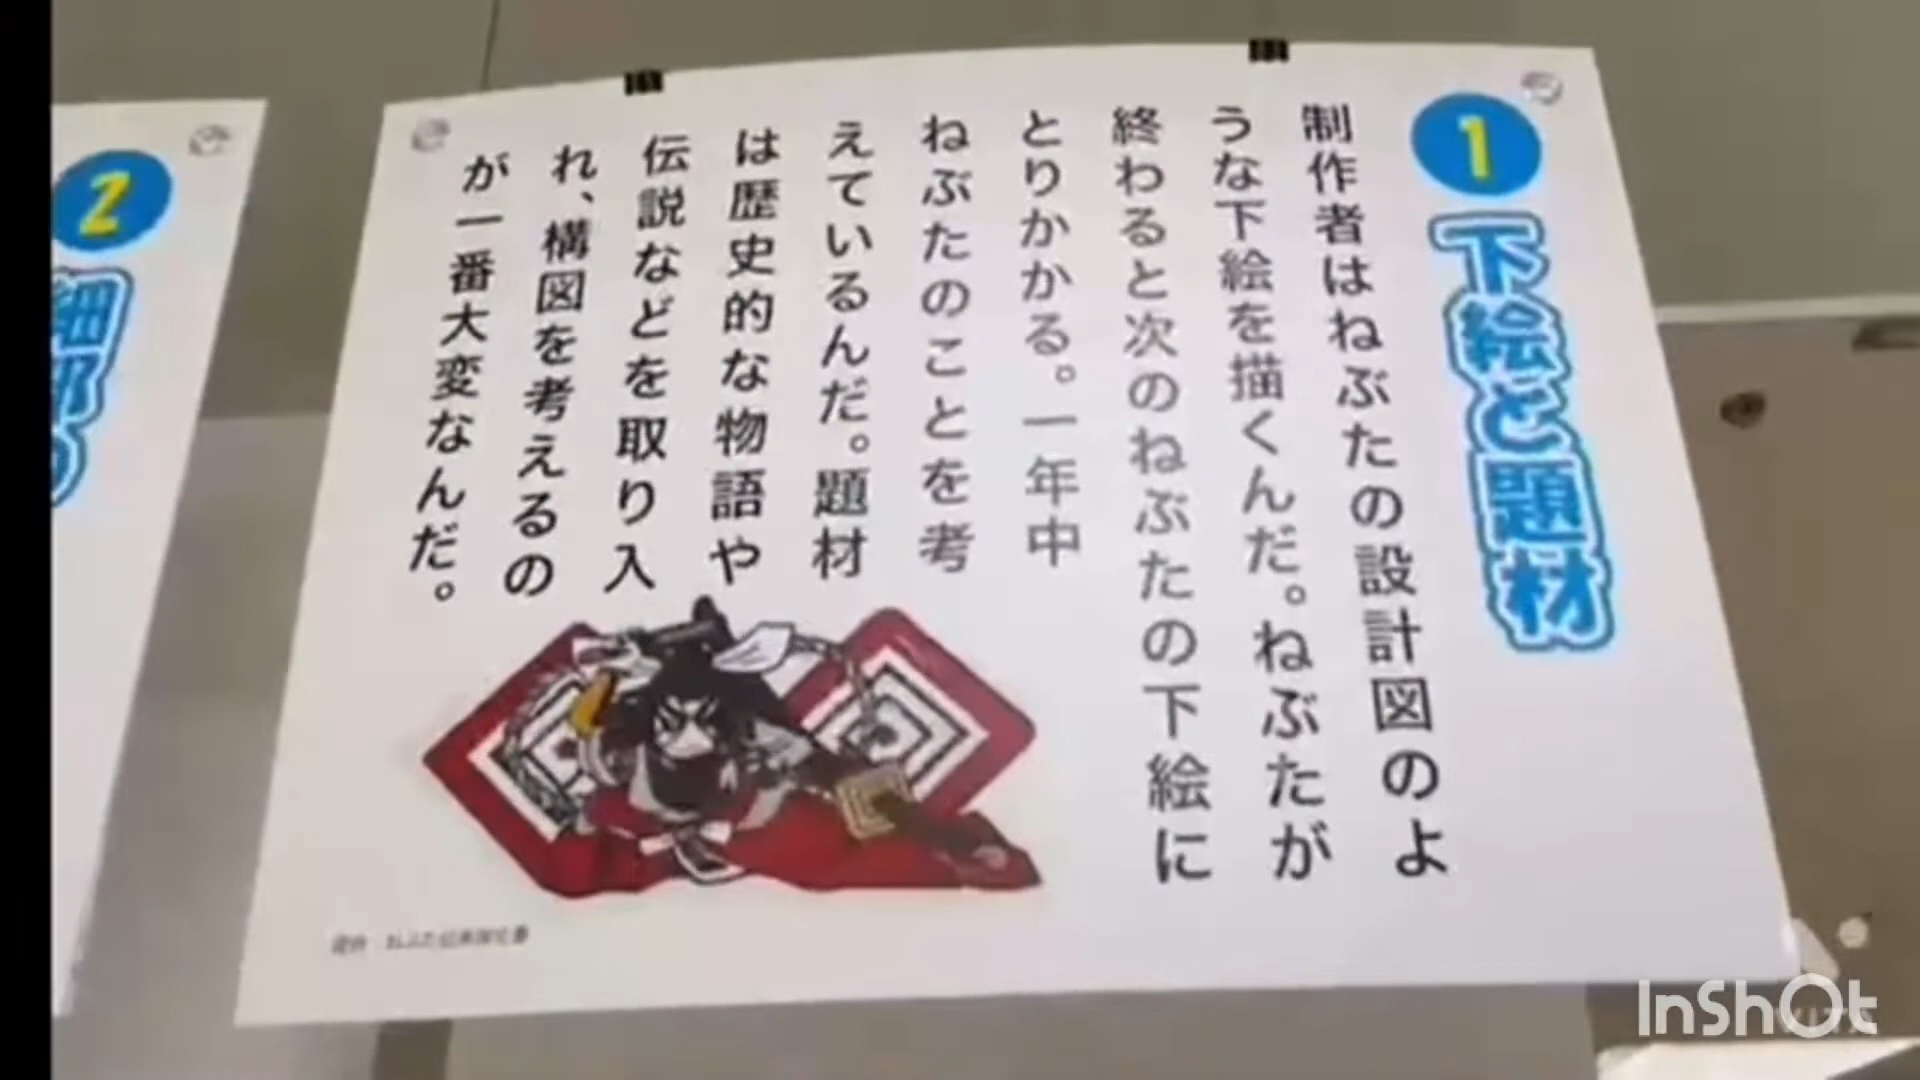 1
下絵と題材
制作者はねぶたの設計図のよ
うな下絵を描くんだ。ねぶたが
終わると次のねぶたの下絵に
とりかかる。一年中
ねぶたのことを考
えているんだ。題材
は歴史的な物語や
伝説などを取り入
れ、構図を考えるの
が一番大変なんだ。
2
細部の
InShOt